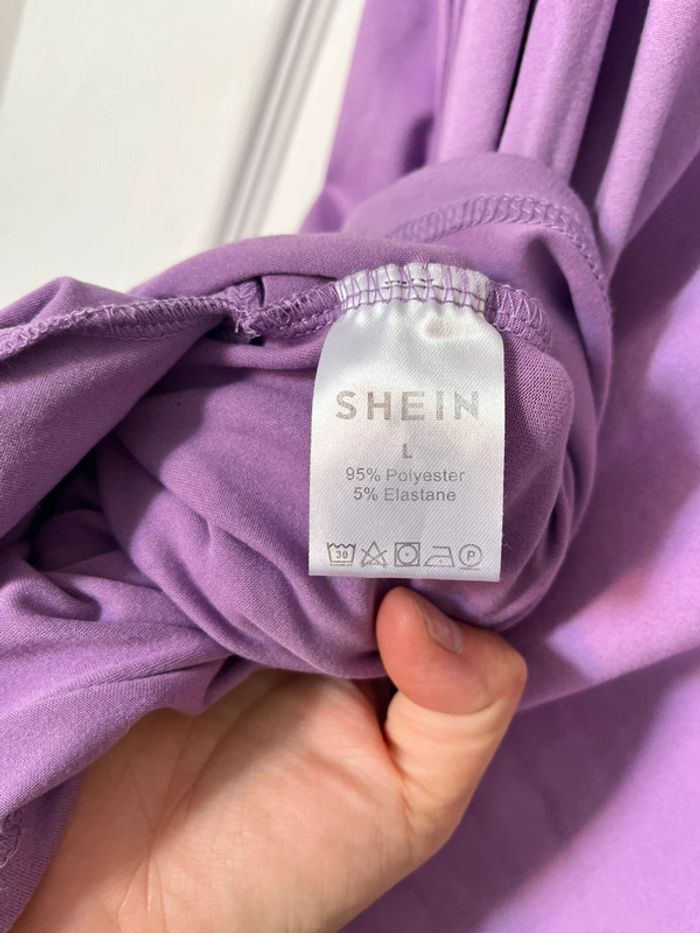 SHEIN
L
95% Polyester
5% Elastane
30 P